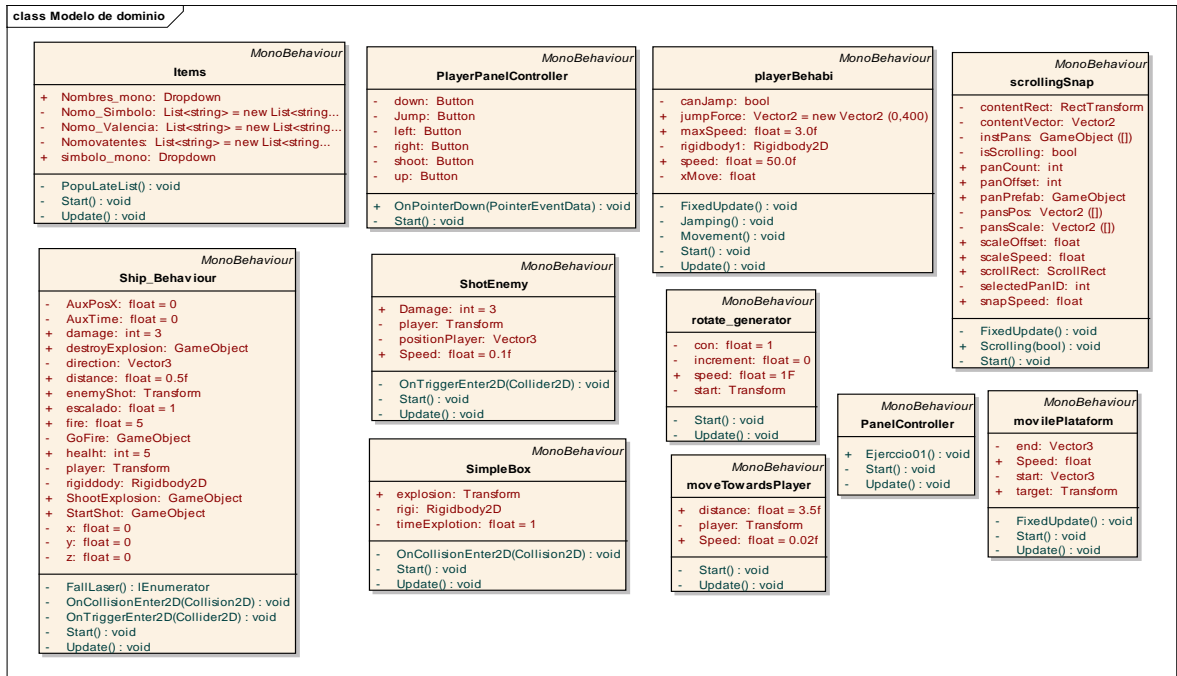 class Modelo de dominio
MonoBehaviour
Items
+ Nombres_mono: Dropdown
- Nomo_Simbolo: List<string> = new List<string...
- Nomo_Valencia: List<string> = new List<string...
- Nomovatentes: List<string> = new List<string...
+ simbolo_mono: Dropdown
- PopuLateList() : void
- Start() : void
- Update() : void
MonoBehaviour
PlayerPanelController
- down: Button
- Jump: Button
- left: Button
- right: Button
- shoot: Button
- up: Button
+ OnPointerDown(PointerEventData) : void
- Start() : void
MonoBehaviour
playerBehabi
- canJamp: bool
+ jumpForce: Vector2 = new Vector2 (0,400)
+ maxSpeed: float = 3.0f
- rigidbody1: Rigidbody2D
+ speed: float = 50.0f
- xMove: float
- FixedUpdate() : void
- Jamping() : void
- Movement() : void
- Start() : void
- Update() : void
MonoBehaviour
scrollingSnap
- contentRect: RectTransform
- contentVector: Vector2
- instPans: GameObject ([])
- isScrolling: bool
+ panCount: int
+ panOffset: int
+ panPrefab: GameObject
- pansPos: Vector2 ([])
- pansScale: Vector2 ([])
+ scaleOffset: float
+ scaleSpeed: float
+ scrollRect: ScrollRect
- selectedPanID: int
+ snapSpeed: float
- FixedUpdate() : void
+ Scrolling(bool) : void
- Start() : void
MonoBehaviour
Ship_Behaviour
- AuxPosX: float = 0
- AuxTime: float = 0
+ damage: int = 3
+ destroyExplosion: GameObject
- direction: Vector3
+ distance: float = 0.5f
+ enemyShot: Transform
+ escalado: float = 1
+ fire: float = 5
- GoFire: GameObject
+ healht: int = 5
- player: Transform
- rigiddody: Rigidbody2D
+ ShootExplosion: GameObject
+ StartShot: GameObject
- x: float = 0
- y: float = 0
- z: float = 0
- FallLaser() : IEnumerator
- OnCollisionEnter2D(Collision2D) : void
- OnTriggerEnter2D(Collider2D) : void
- Start() : void
- Update() : void
MonoBehaviour
ShotEnemy
+ Damage: int = 3
- player: Transform
- positionPlayer: Vector3
+ Speed: float = 0.1f
- OnTriggerEnter2D(Collider2D) : void
- Start() : void
- Update() : void
MonoBehaviour
rotate_generator
- con: float = 1
- increment: float = 0
+ speed: float = 1F
- start: Transform
- Start() : void
- Update() : void
MonoBehaviour
PanelController
+ Ejerccio01() : void
- Start() : void
- Update() : void
MonoBehaviour
movilePlataform
- end: Vector3
+ Speed: float
- start: Vector3
+ target: Transform
- FixedUpdate() : void
- Start() : void
- Update() : void
MonoBehaviour
SimpleBox
+ explosion: Transform
- rigi: Rigidbody2D
- timeExplotion: float = 1
- OnCollisionEnter2D(Collision2D) : void
- Start() : void
- Update() : void
MonoBehaviour
moveTowardsPlayer
+ distance: float = 3.5f
- player: Transform
+ Speed: float = 0.02f
- Start() : void
- Update() : void